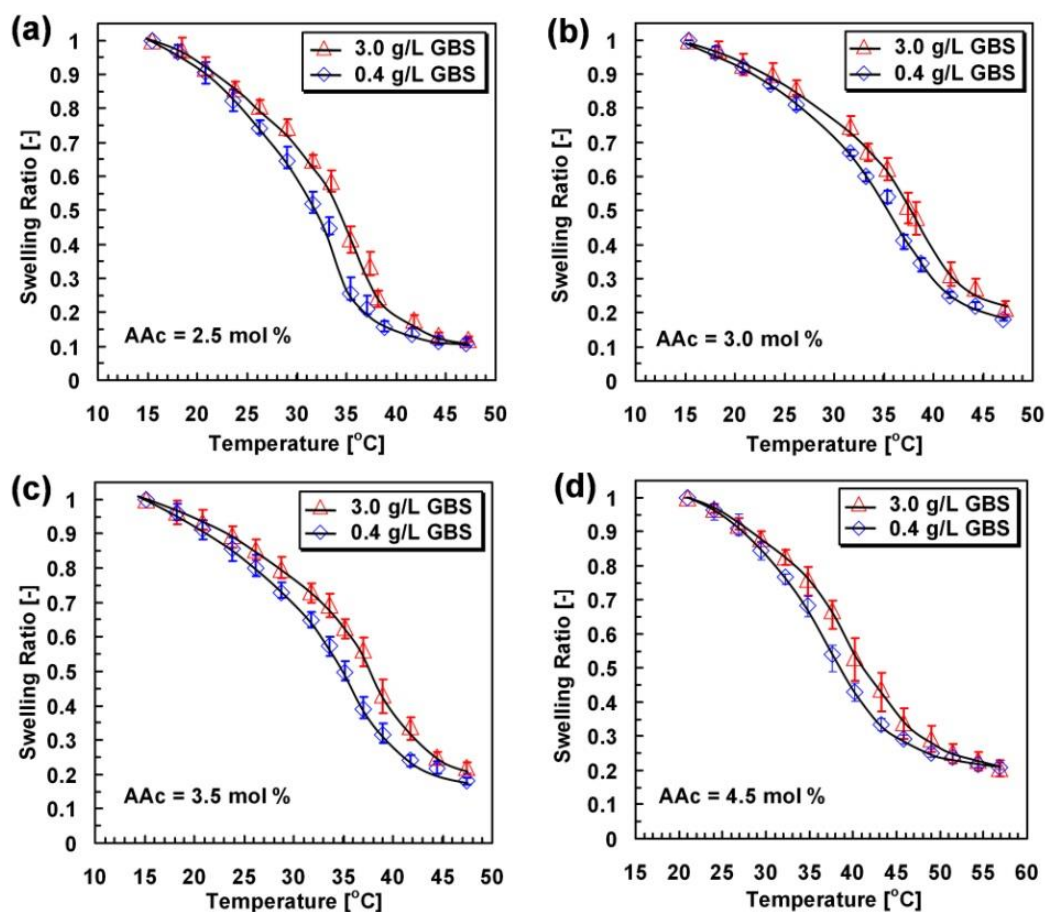 (a)
3.0 g/L GBS
0.4 g/L GBS
Swelling Ratio [-]
1
0.9
0.8
0.7
0.6
0.5
0.4
0.3
0.2
0.1
0
AAc = 2.5 mol %
10 15 20 25 30 35 40 45 50
Temperature [°C]
(b)
3.0 g/L GBS
0.4 g/L GBS
Swelling Ratio [-]
1
0.9
0.8
0.7
0.6
0.5
0.4
0.3
0.2
0.1
0
AAc = 3.0 mol %
10 15 20 25 30 35 40 45 50
Temperature [°C]
(c)
3.0 g/L GBS
0.4 g/L GBS
Swelling Ratio [-]
1
0.9
0.8
0.7
0.6
0.5
0.4
0.3
0.2
0.1
0
AAc = 3.5 mol %
10 15 20 25 30 35 40 45 50
Temperature [°C]
(d)
3.0 g/L GBS
0.4 g/L GBS
Swelling Ratio [-]
1
0.9
0.8
0.7
0.6
0.5
0.4
0.3
0.2
0.1
0
AAc = 4.5 mol %
15 20 25 30 35 40 45 50 55 60
Temperature [°C]